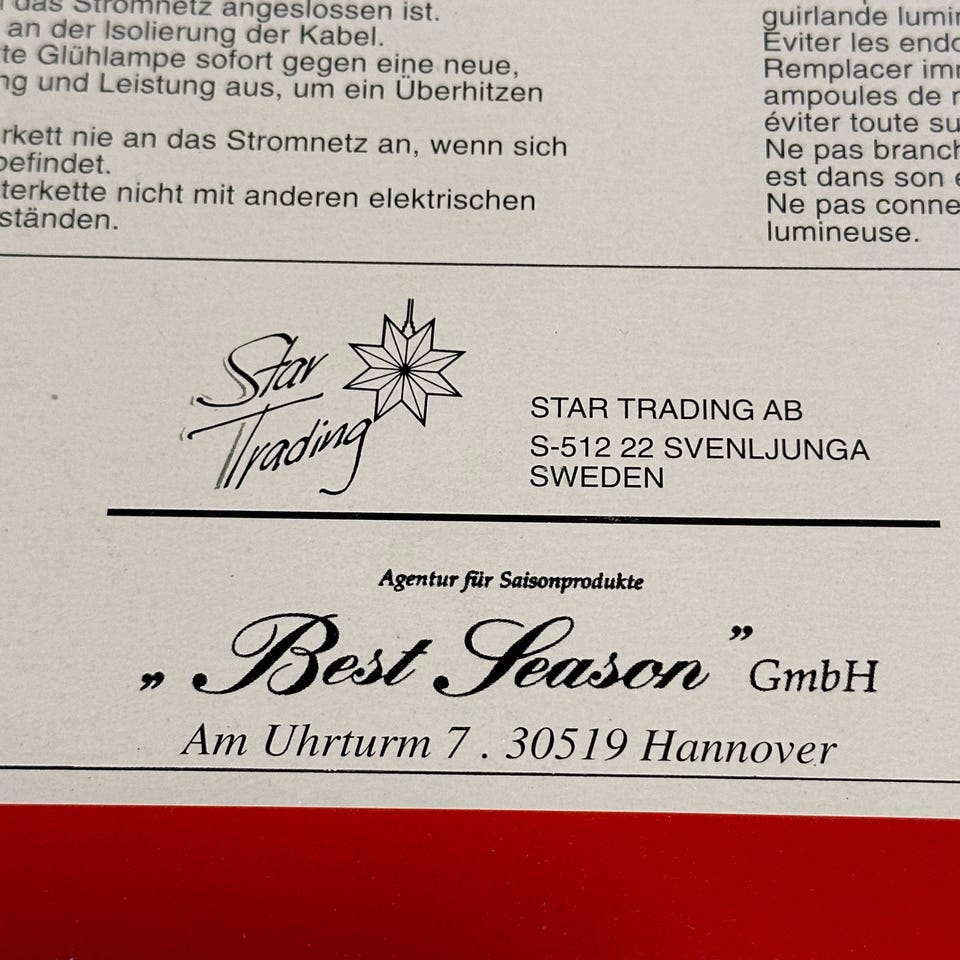 das Stromnetz angeslossen ist.
an der Isolierung der Kabel.
te Glühlampe sofort gegen eine neue,
ng und Leistung aus, um ein Überhitzen
rkett nie an das Stromnetz an, wenn sich
befindet.
terkette nicht mit anderen elektrischen
ständen.
guirlande lumi
Eviter les endo
Remplacer im
ampoules de r
éviter toute su
Ne pas branch
est dans son e
Ne pas conne
lumineuse.
Star
Trading
STAR TRADING AB
S-512 22 SVENLJUNGA
SWEDEN
Agentur für Saisonprodukte
„Best Season” GmbH
Am Uhrturm 7 . 30519 Hannover